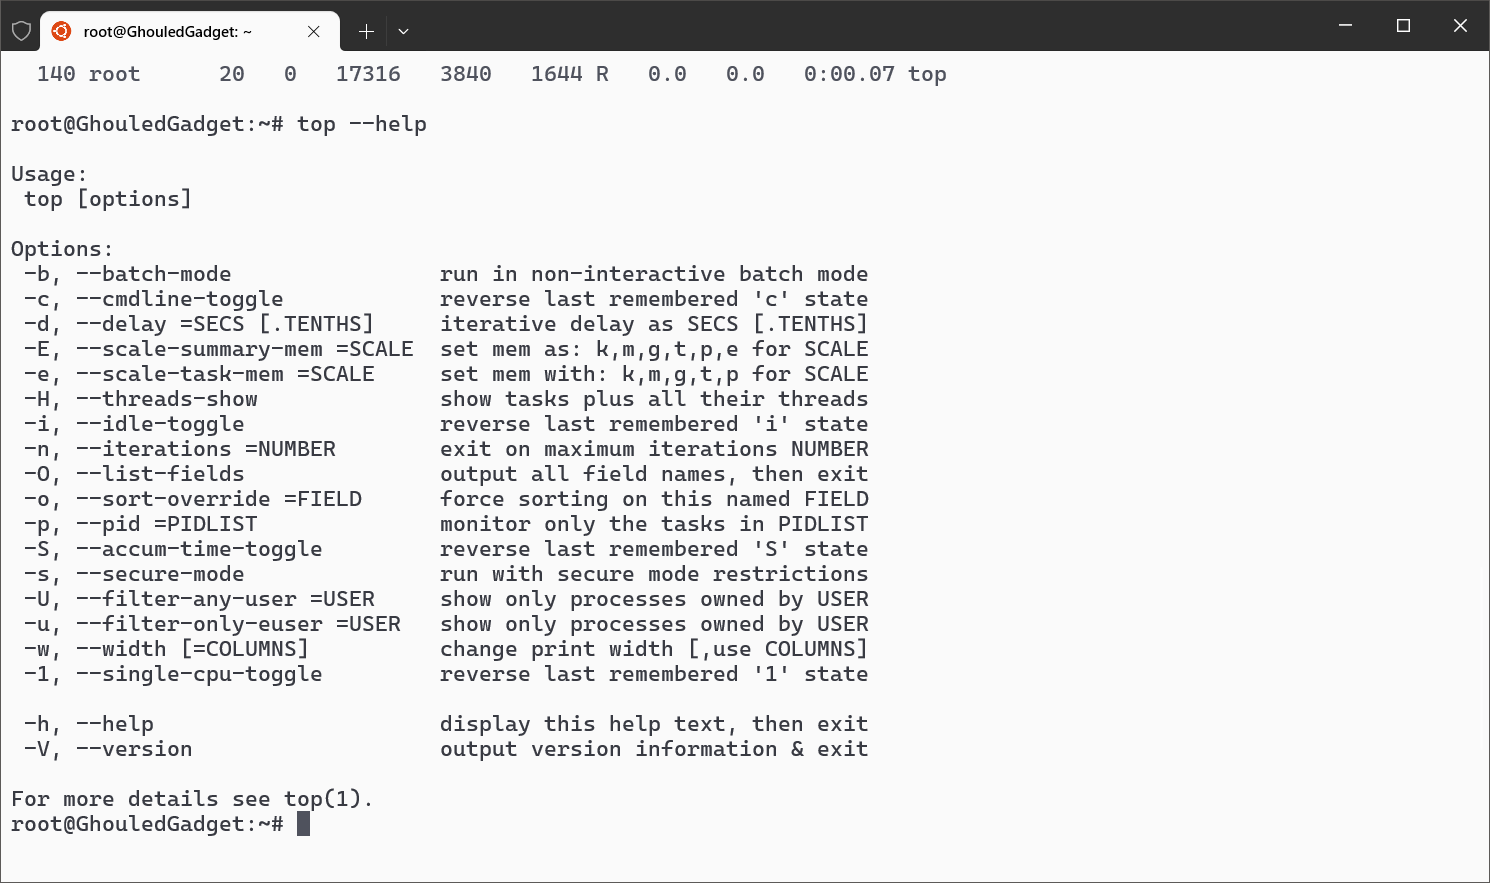 root@GhouledGadget: ~
140 root      20   0   17316   3840   1644 R   0.0   0.0   0:00.07 top
root@GhouledGadget:~# top --help
Usage:
 top [options]
Options:
 -b, --batch-mode                run in non-interactive batch mode
 -c, --cmdline-toggle            reverse last remembered 'c' state
 -d, --delay =SECS [.TENTHS]     iterative delay as SECS [.TENTHS]
 -E, --scale-summary-mem =SCALE  set mem as: k,m,g,t,p,e for SCALE
 -e, --scale-task-mem =SCALE     set mem with: k,m,g,t,p for SCALE
 -H, --threads-show              show tasks plus all their threads
 -i, --idle-toggle               reverse last remembered 'i' state
 -n, --iterations =NUMBER        exit on maximum iterations NUMBER
 -O, --list-fields               output all field names, then exit
 -o, --sort-override =FIELD      force sorting on this named FIELD
 -p, --pid =PIDLIST              monitor only the tasks in PIDLIST
 -S, --accum-time-toggle         reverse last remembered 'S' state
 -s, --secure-mode               run with secure mode restrictions
 -U, --filter-any-user =USER     show only processes owned by USER
 -u, --filter-only-euser =USER   show only processes owned by USER
 -w, --width [=COLUMNS]          change print width [,use COLUMNS]
 -1, --single-cpu-toggle         reverse last remembered '1' state
 -h, --help                      display this help text, then exit
 -V, --version                   output version information & exit
For more details see top(1).
root@GhouledGadget:~#